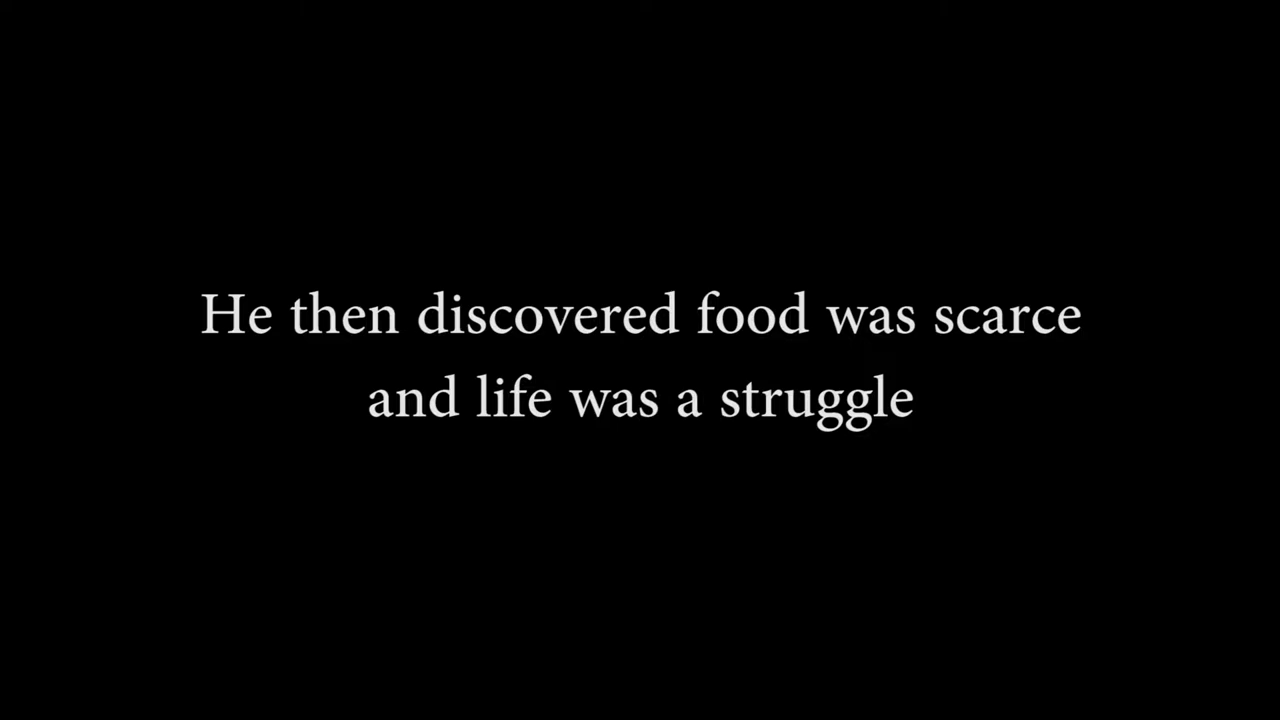 He then discovered food was scarce
and life was a struggle